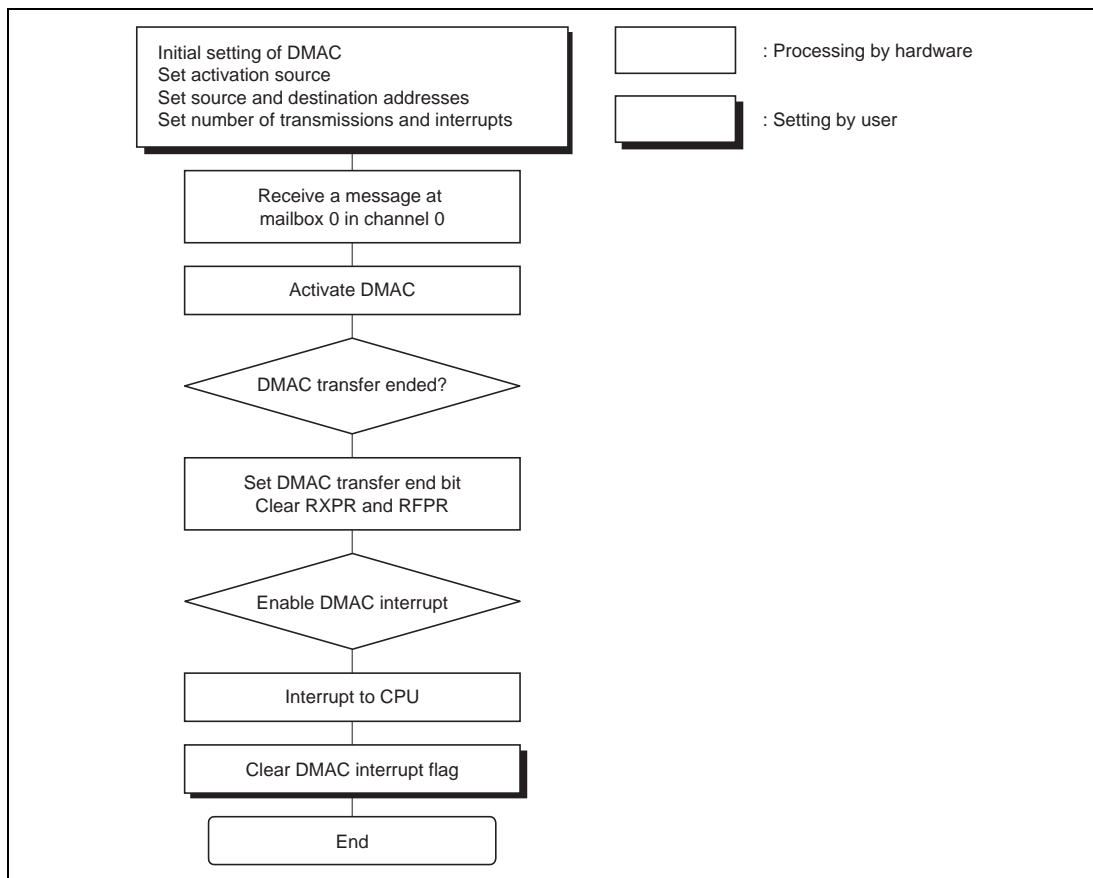 Initial setting of DMAC
Set activation source
Set source and destination addresses
Set number of transmissions and interrupts
: Processing by hardware
: Setting by user
Receive a message at
mailbox 0 in channel 0
Activate DMAC
DMAC transfer ended?
Set DMAC transfer end bit
Clear RXPR and RFPR
Enable DMAC interrupt
Interrupt to CPU
Clear DMAC interrupt flag
End